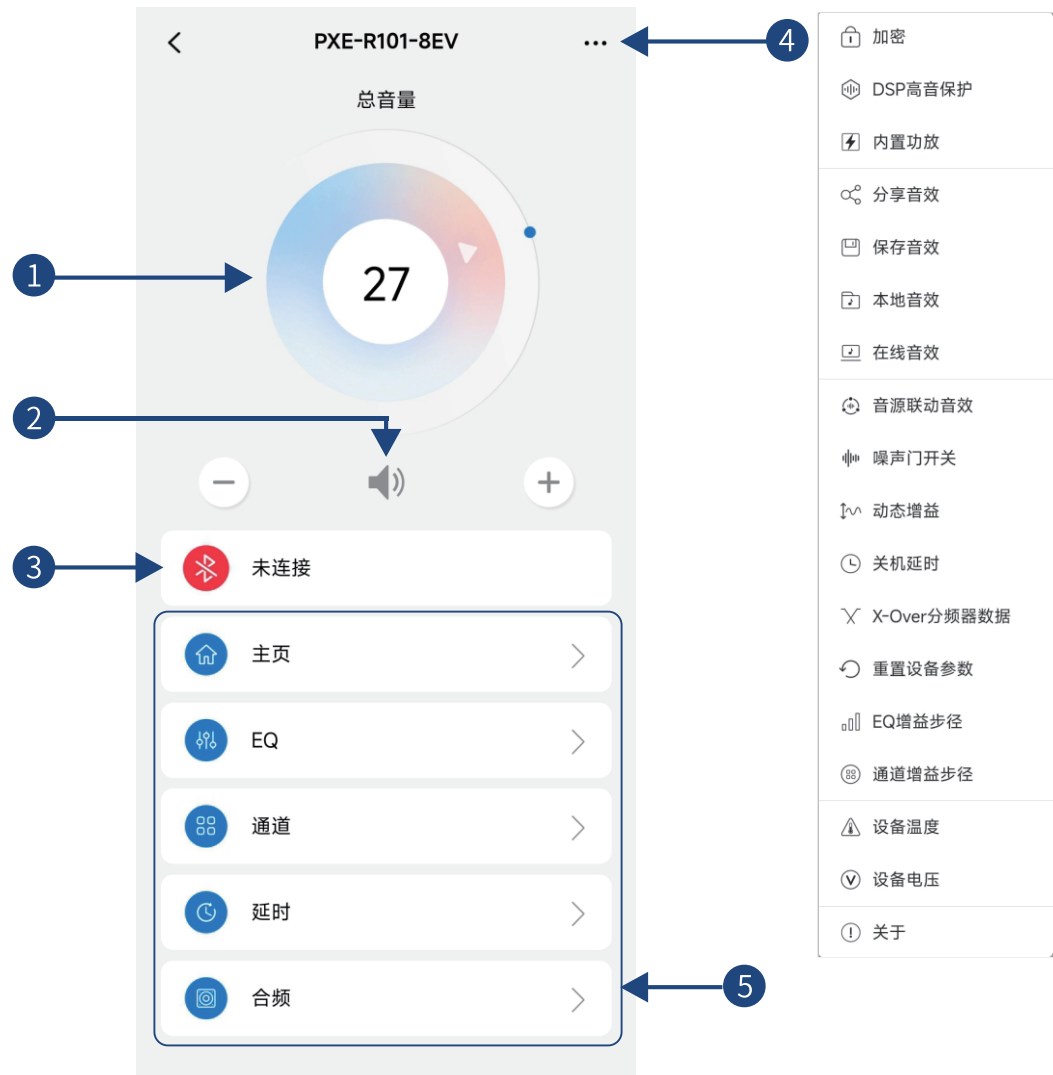 PXE-R101-8EV
总音量
27
未连接
主页
EQ
通道
延时
合频
1
2
3
4
5
加密
DSP高音保护
内置功放
分享音效
保存音效
本地音效
在线音效
音源联动音效
噪声门开关
动态增益
关机延时
X-Over分频器数据
重置设备参数
EQ增益步径
通道增益步径
设备温度
设备电压
关于